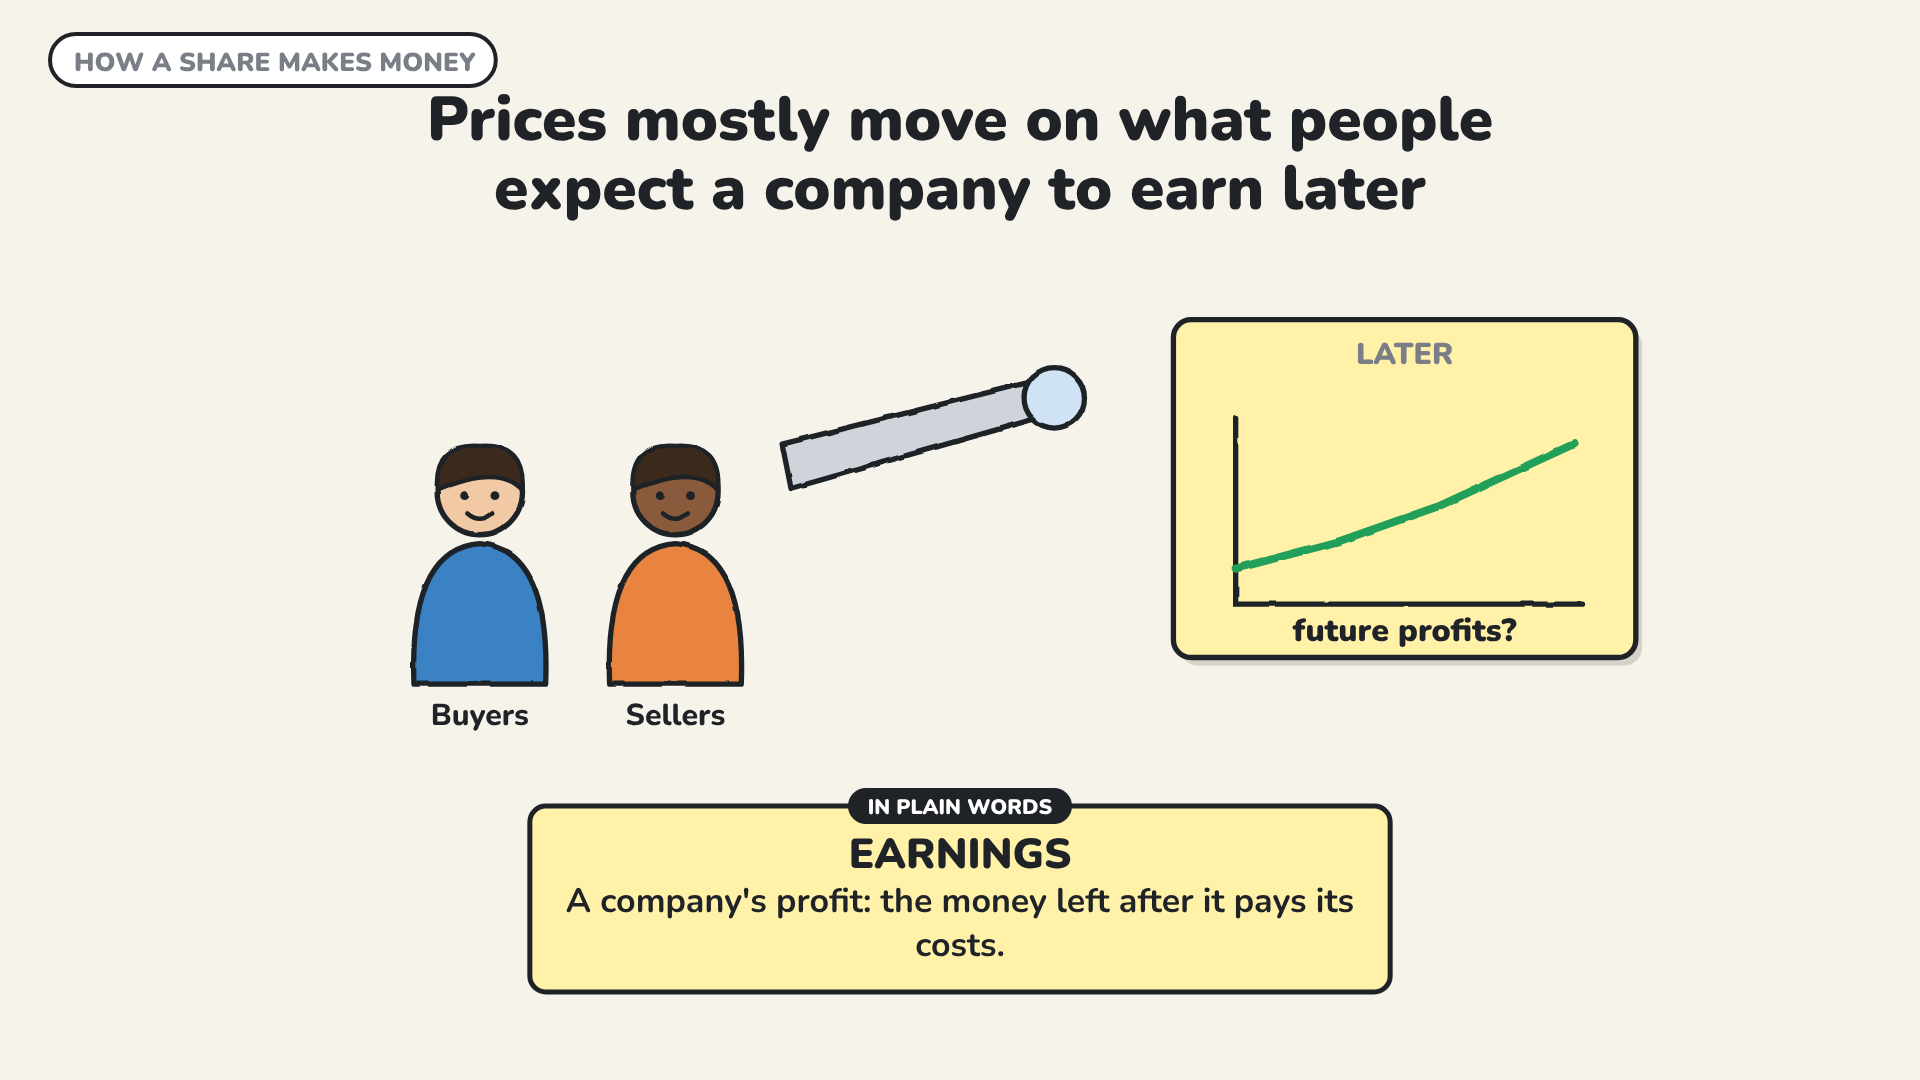 HOW A SHARE MAKES MONEY
Prices mostly move on what people
expect a company to earn later
LATER
future profits?
Buyers
Sellers
IN PLAIN WORDS
EARNINGS
A company's profit: the money left after it pays its
costs.